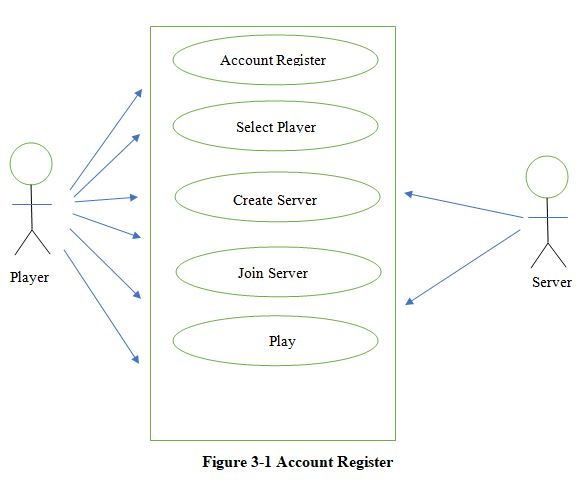 Account Register
Select Player
Create Server
Join Server
Play
Player
Server
Figure 3-1 Account Register